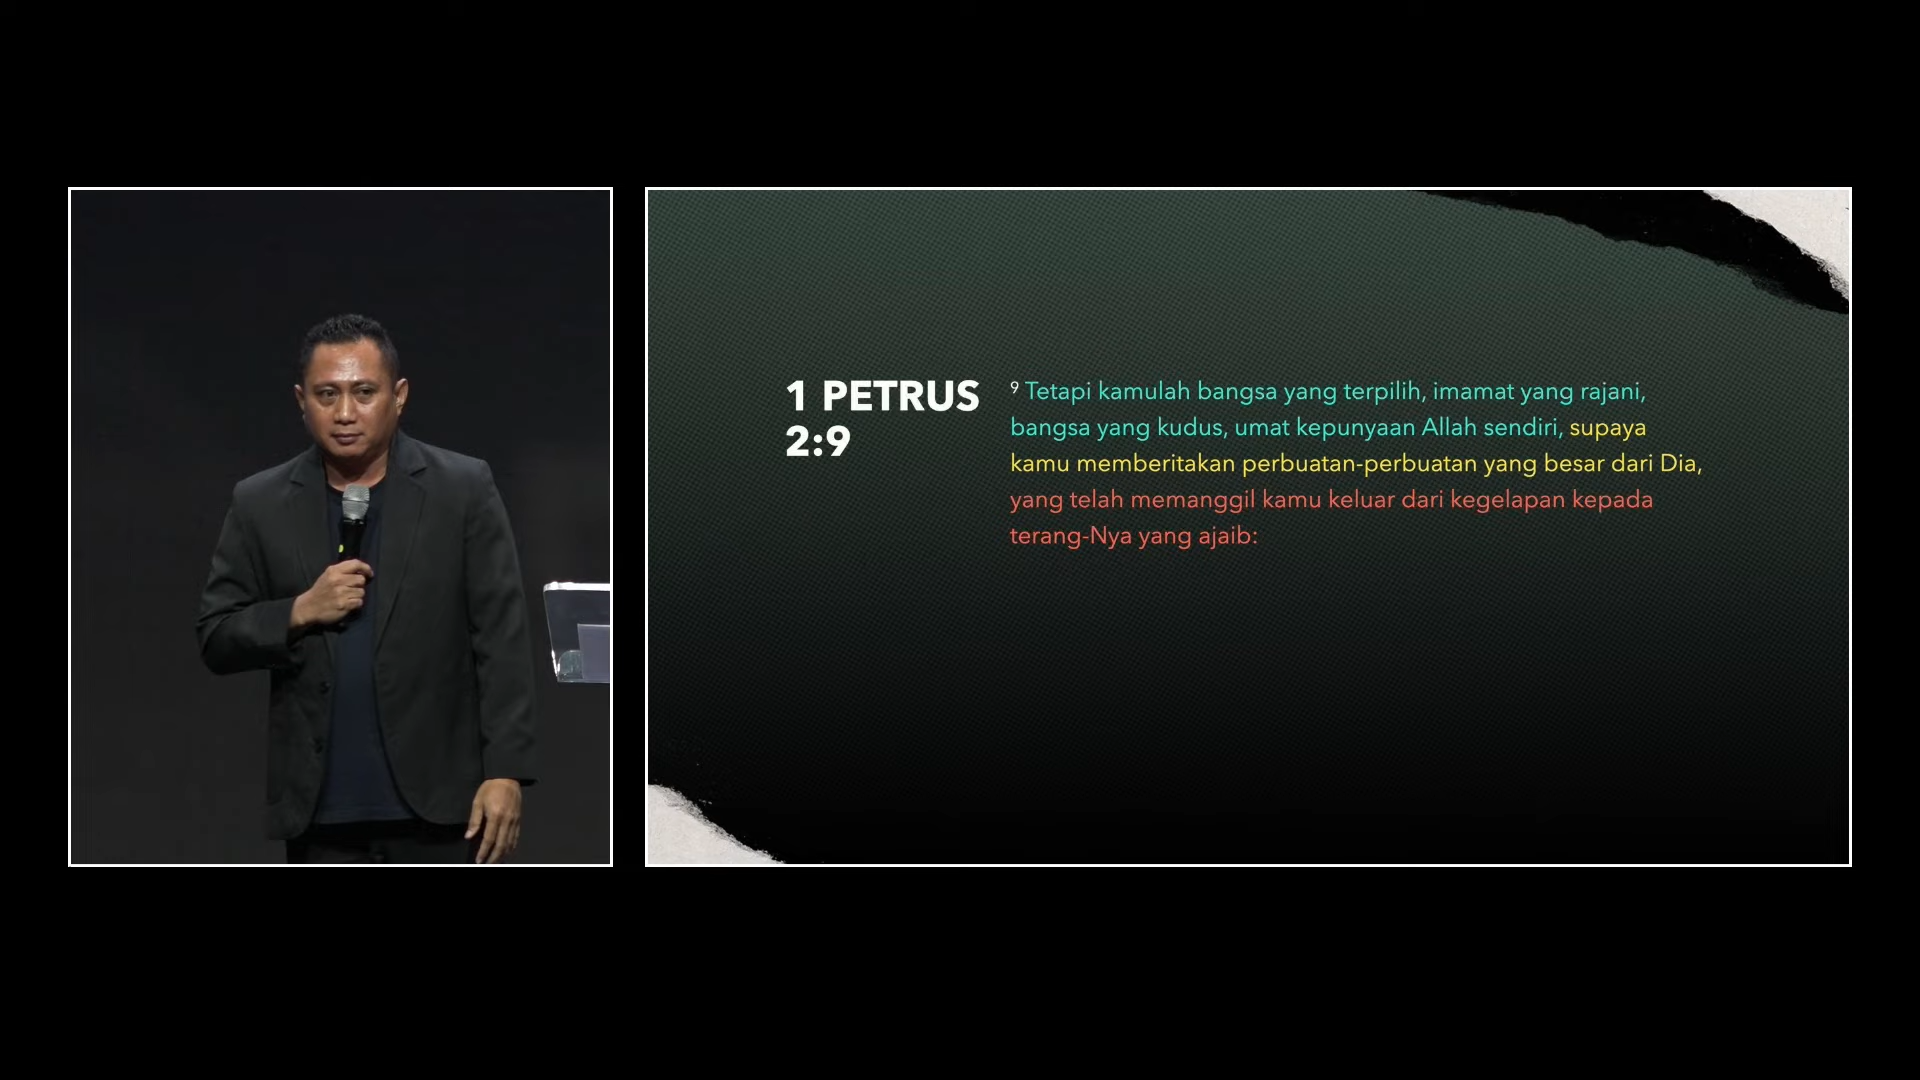 1 PETRUS
2:9
9 Tetapi kamulah bangsa yang terpilih, imamat yang rajani,
bangsa yang kudus, umat kepunyaan Allah sendiri, supaya
kamu memberitakan perbuatan-perbuatan yang besar dari Dia,
yang telah memanggil kamu keluar dari kegelapan kepada
terang-Nya yang ajaib: